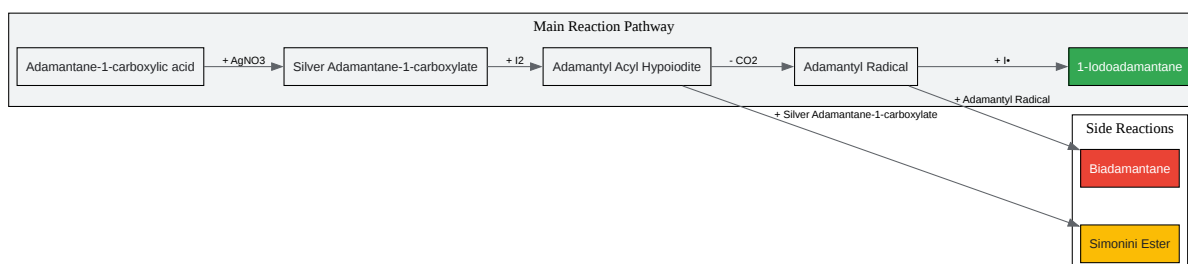 Main Reaction Pathway
Adamantane-1-carboxylic acid
+ AgNO3
Silver Adamantane-1-carboxylate
+ I2
Adamantyl Acyl Hypoiodite
- CO2
Adamantyl Radical
+ I•
1-Iodoadamantane
+ Adamantyl Radical
+ Silver Adamantane-1-carboxylate
Side Reactions
Biadamantane
Simonini Ester